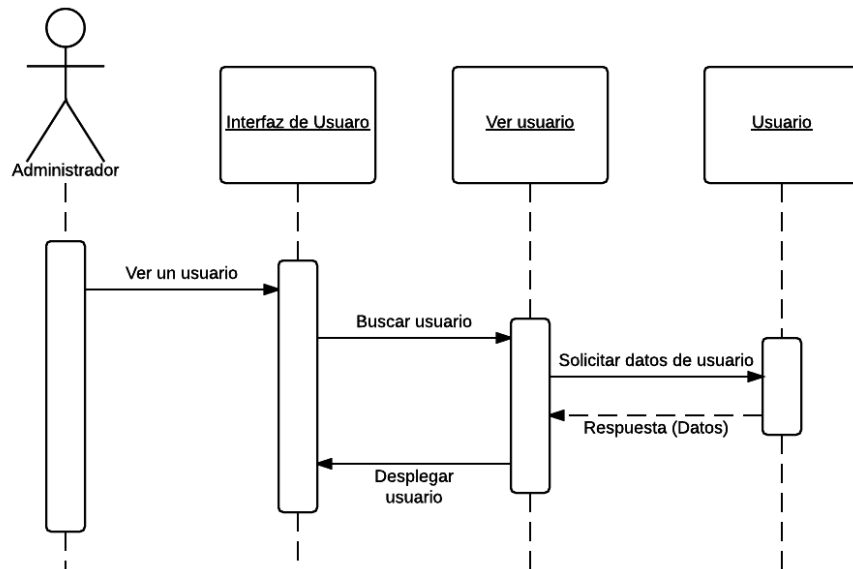 Interfaz de Usuaro
Ver usuario
Usuario
Administrador
Ver un usuario
Buscar usuario
Solicitar datos de usuario
Respuesta (Datos)
Desplegar
usuario